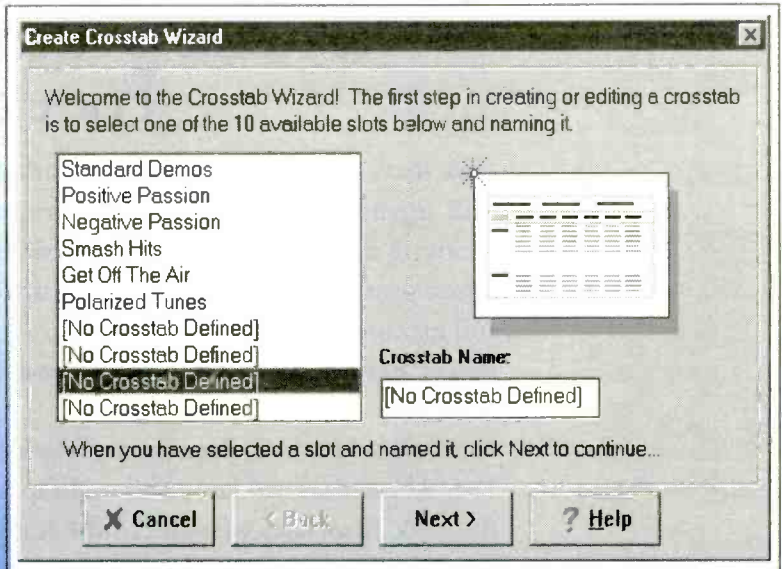 Create Crosstab Wizard
Welcome to the Crosstab Wizard! The first step in creating or editing a crosstab
is to select one of the 10 available slots below and naming it.
Standard Demos
Positive Passion
Negative Passion
Smash Hits
Get Off The Air
Polarized Tunes
[No Crosstab Defined]
[No Crosstab Defined]
[No Crosstab Defined]
[No Crosstab Defined]
Crosstab Name:
[No Crosstab Defined]
When you have selected a slot and named it, click Next to continue...
X Cancel
< Back
Next >
? Help